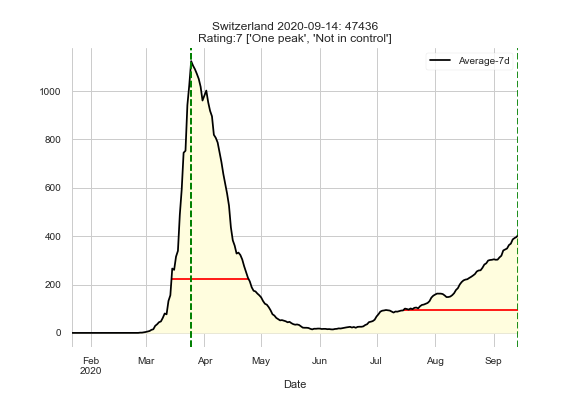 Switzerland 2020-09-14: 47436
Rating:7 ['One peak', 'Not in control']
Average-7d
1000
800
600
400
200
0
Feb Mar Apr May Jun Jul Aug Sep
2020
Date